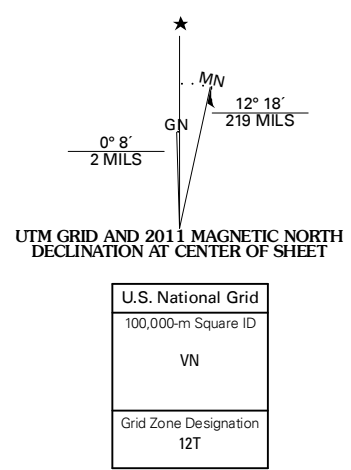 ★
MN
GN
12° 18´
219 MILS
0° 8´
2 MILS
UTM GRID AND 2011 MAGNETIC NORTH
DECLINATION AT CENTER OF SHEET
U.S. National Grid
100,000-m Square ID
VN
Grid Zone Designation
12T